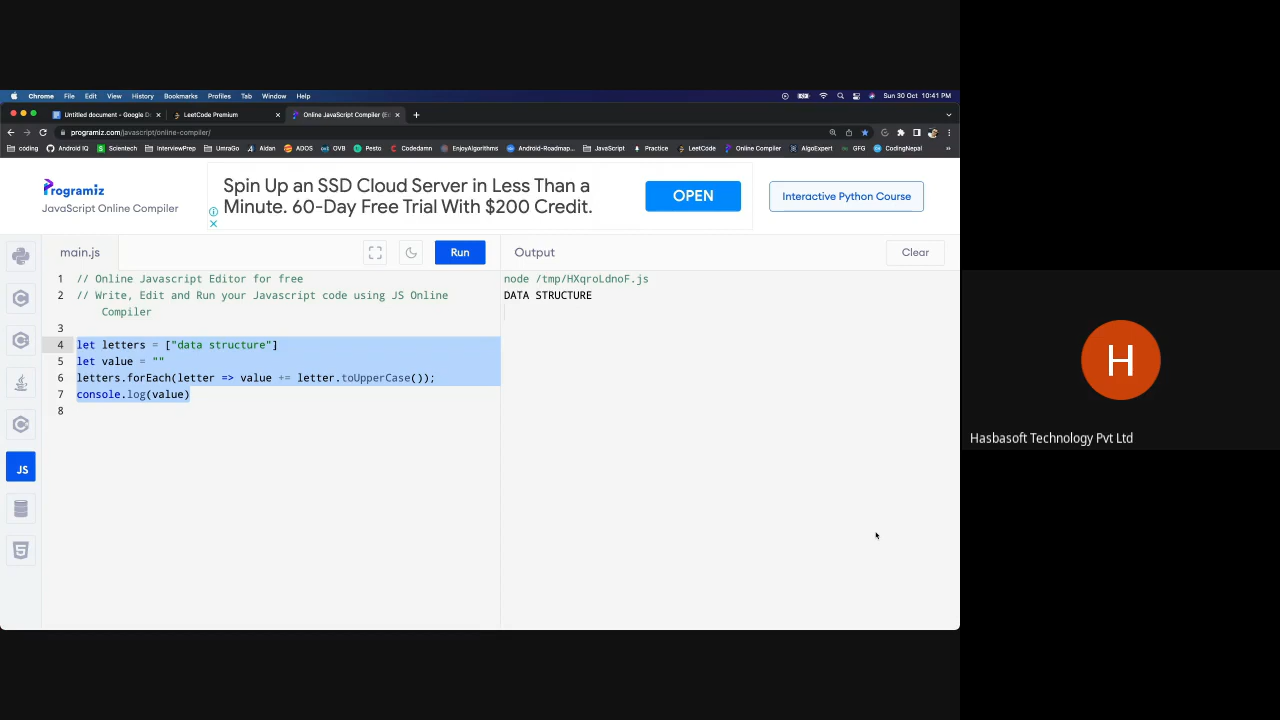 Chrome File Edit View History Bookmarks Profiles Tab Window Help Sun 30 Oct 10:41 PM
Untitled document - Google D LeetCode Premium Online JavaScript Compiler (E
programiz.com/javascript/online-compiler/
coding Android IQ Scientech InterviewPrep UmraGo Aidan ADOS OVB Pesto Codedamn EnjoyAlgorithms Android-Roadmap... JavaScript Practice LeetCode Online Compiler AlgoExpert GFG CodingNepal »
Programiz
JavaScript Online Compiler
Spin Up an SSD Cloud Server in Less Than a
Minute. 60-Day Free Trial With $200 Credit.
OPEN
Interactive Python Course
main.js
Run
Output
Clear
1 // Online Javascript Editor for free
2 // Write, Edit and Run your Javascript code using JS Online
Compiler
3
4 let letters = ["data structure"]
5 let value = ""
6 letters.forEach(letter => value += letter.toUpperCase());
7 console.log(value)
8
JS
node /tmp/HXqroLdnoF.js
DATA STRUCTURE
H
Hasbasoft Technology Pvt Ltd